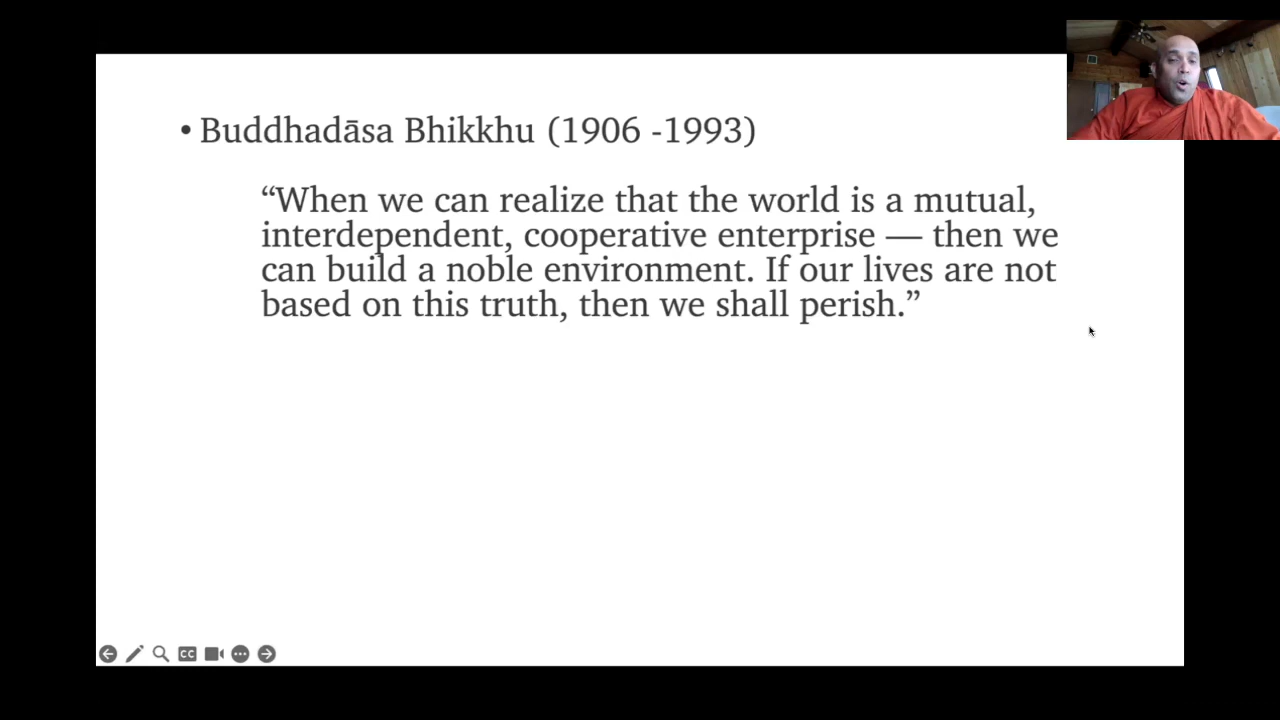 • Buddhadāsa Bhikkhu (1906 -1993)
“When we can realize that the world is a mutual,
interdependent, cooperative enterprise — then we
can build a noble environment. If our lives are not
based on this truth, then we shall perish.”
CC